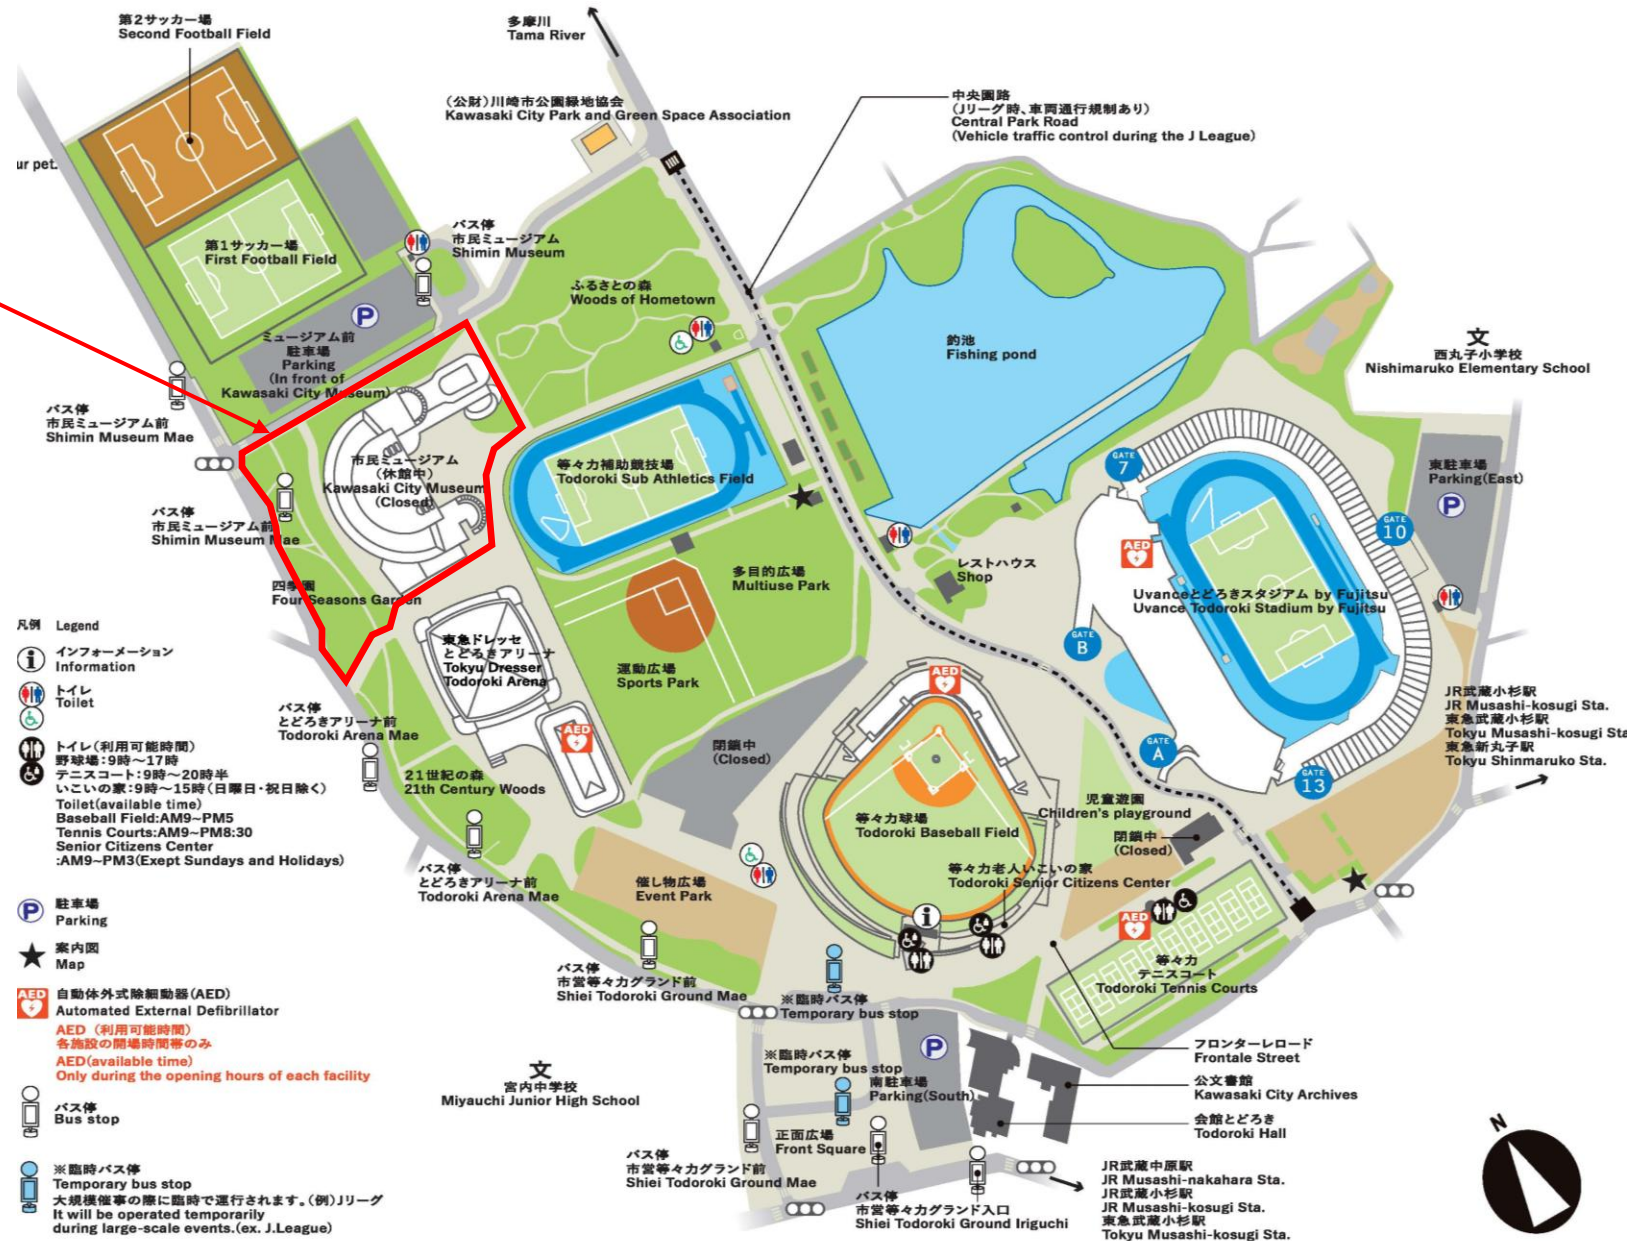 第2サッカー場
Second Football Field
多摩川
Tama River
(公財)川崎市公園緑地協会
Kawasaki City Park and Green Space Association
中央園路
(Jリーグ時、車両通行規制あり)
Central Park Road
(Vehicle traffic control during the J League)
ur pet.
第1サッカー場
First Football Field
バス停
市民ミュージアム
Shimin Museum
ふるさとの森
Woods of Hometown
P
ミュージアム前
駐車場
Parking
(In front of
Kawasaki City Museum)
釣池
Fishing pond
文
西丸子小学校
Nishimaruko Elementary School
バス停
市民ミュージアム前
Shimin Museum Mae
市民ミュージアム
(休館中)
Kawasaki City Museum
(Closed)
等々力補助競技場
Todoroki Sub Athletics Field
GATE
7
東駐車場
Parking(East)
P
GATE
10
バス停
市民ミュージアム前
Shimin Museum Mae
AED
レストハウス
Shop
多目的広場
Multiuse Park
四季園
Four Seasons Garden
Uvanceとどろきスタジアム by Fujitsu
Uvance Todoroki Stadium by Fujitsu
GATE
B
東急ドレッセ
とどろきアリーナ
Tokyu Dresser
Todoroki Arena
運動広場
Sports Park
AED
JR武蔵小杉駅
JR Musashi-kosugi Sta.
東急武蔵小杉駅
Tokyu Musashi-kosugi Sta
東急新丸子駅
Tokyu Shinmaruko Sta.
バス停
とどろきアリーナ前
Todoroki Arena Mae
AED
閉鎖中
(Closed)
GATE
A
GATE
13
21世紀の森
21th Century Woods
等々力球場
Todoroki Baseball Field
児童遊園
Children's playground
閉鎖中
(Closed)
等々力老人いこいの家
Todoroki Senior Citizens Center
バス停
とどろきアリーナ前
Todoroki Arena Mae
催し物広場
Event Park
i
AED
等々力
テニスコート
Todoroki Tennis Courts
バス停
市営等々力グランド前
Shiei Todoroki Ground Mae
※臨時バス停
Temporary bus stop
フロンターレロード
Frontale Street
公文書館
Kawasaki City Archives
会館とどろき
Todoroki Hall
※臨時バス停
Temporary bus stop
P
南駐車場
Parking(South)
文
宮内中学校
Miyauchi Junior High School
正面広場
Front Square
バス停
市営等々力グランド前
Shiei Todoroki Ground Mae
バス停
市営等々力グランド入口
Shiei Todoroki Ground Iriguchi
JR武蔵中原駅
JR Musashi-nakahara Sta.
JR武蔵小杉駅
JR Musashi-kosugi Sta.
東急武蔵小杉駅
Tokyu Musashi-kosugi Sta.
N
凡例 Legend
i
インフォーメーション
Information
トイレ
Toilet
トイレ(利用可能時間)
野球場:9時～17時
テニスコート:9時～20時半
いこいの家:9時～15時(日曜日・祝日除く)
Toilet(available time)
Baseball Field:AM9~PM5
Tennis Courts:AM9~PM8:30
Senior Citizens Center
:AM9~PM3(Exept Sundays and Holidays)
P
駐車場
Parking
案内図
Map
AED
自動体外式除細動器(AED)
Automated External Defibrillator
AED (利用可能時間)
各施設の開場時間帯のみ
AED(available time)
Only during the opening hours of each facility
バス停
Bus stop
※臨時バス停
Temporary bus stop
大規模催事の際に臨時で運行されます。(例)Jリーグ
It will be operated temporarily
during large-scale events.(ex. J.League)